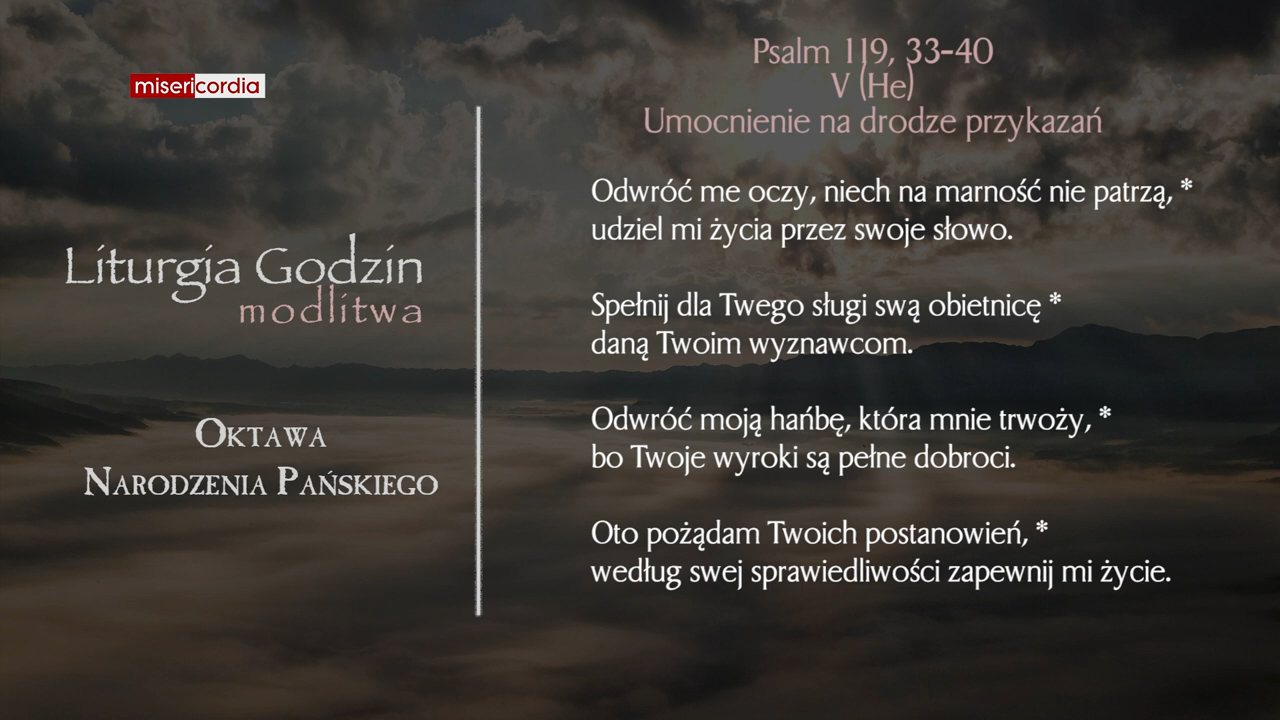 misericordia
Liturgia Godzin
modlitwa
Oktawa
Narodzenia Pańskiego
Psalm 119, 33-40
V (He)
Umocnienie na drodze przykazań
Odwróć me oczy, niech na marność nie patrzą, *
udziel mi życia przez swoje słowo.
Spełnij dla Twego sługi swą obietnicę *
daną Twoim wyznawcom.
Odwróć moją hańbę, która mnie trwoży, *
bo Twoje wyroki są pełne dobroci.
Oto pożądam Twoich postanowień, *
według swej sprawiedliwości zapewnij mi życie.